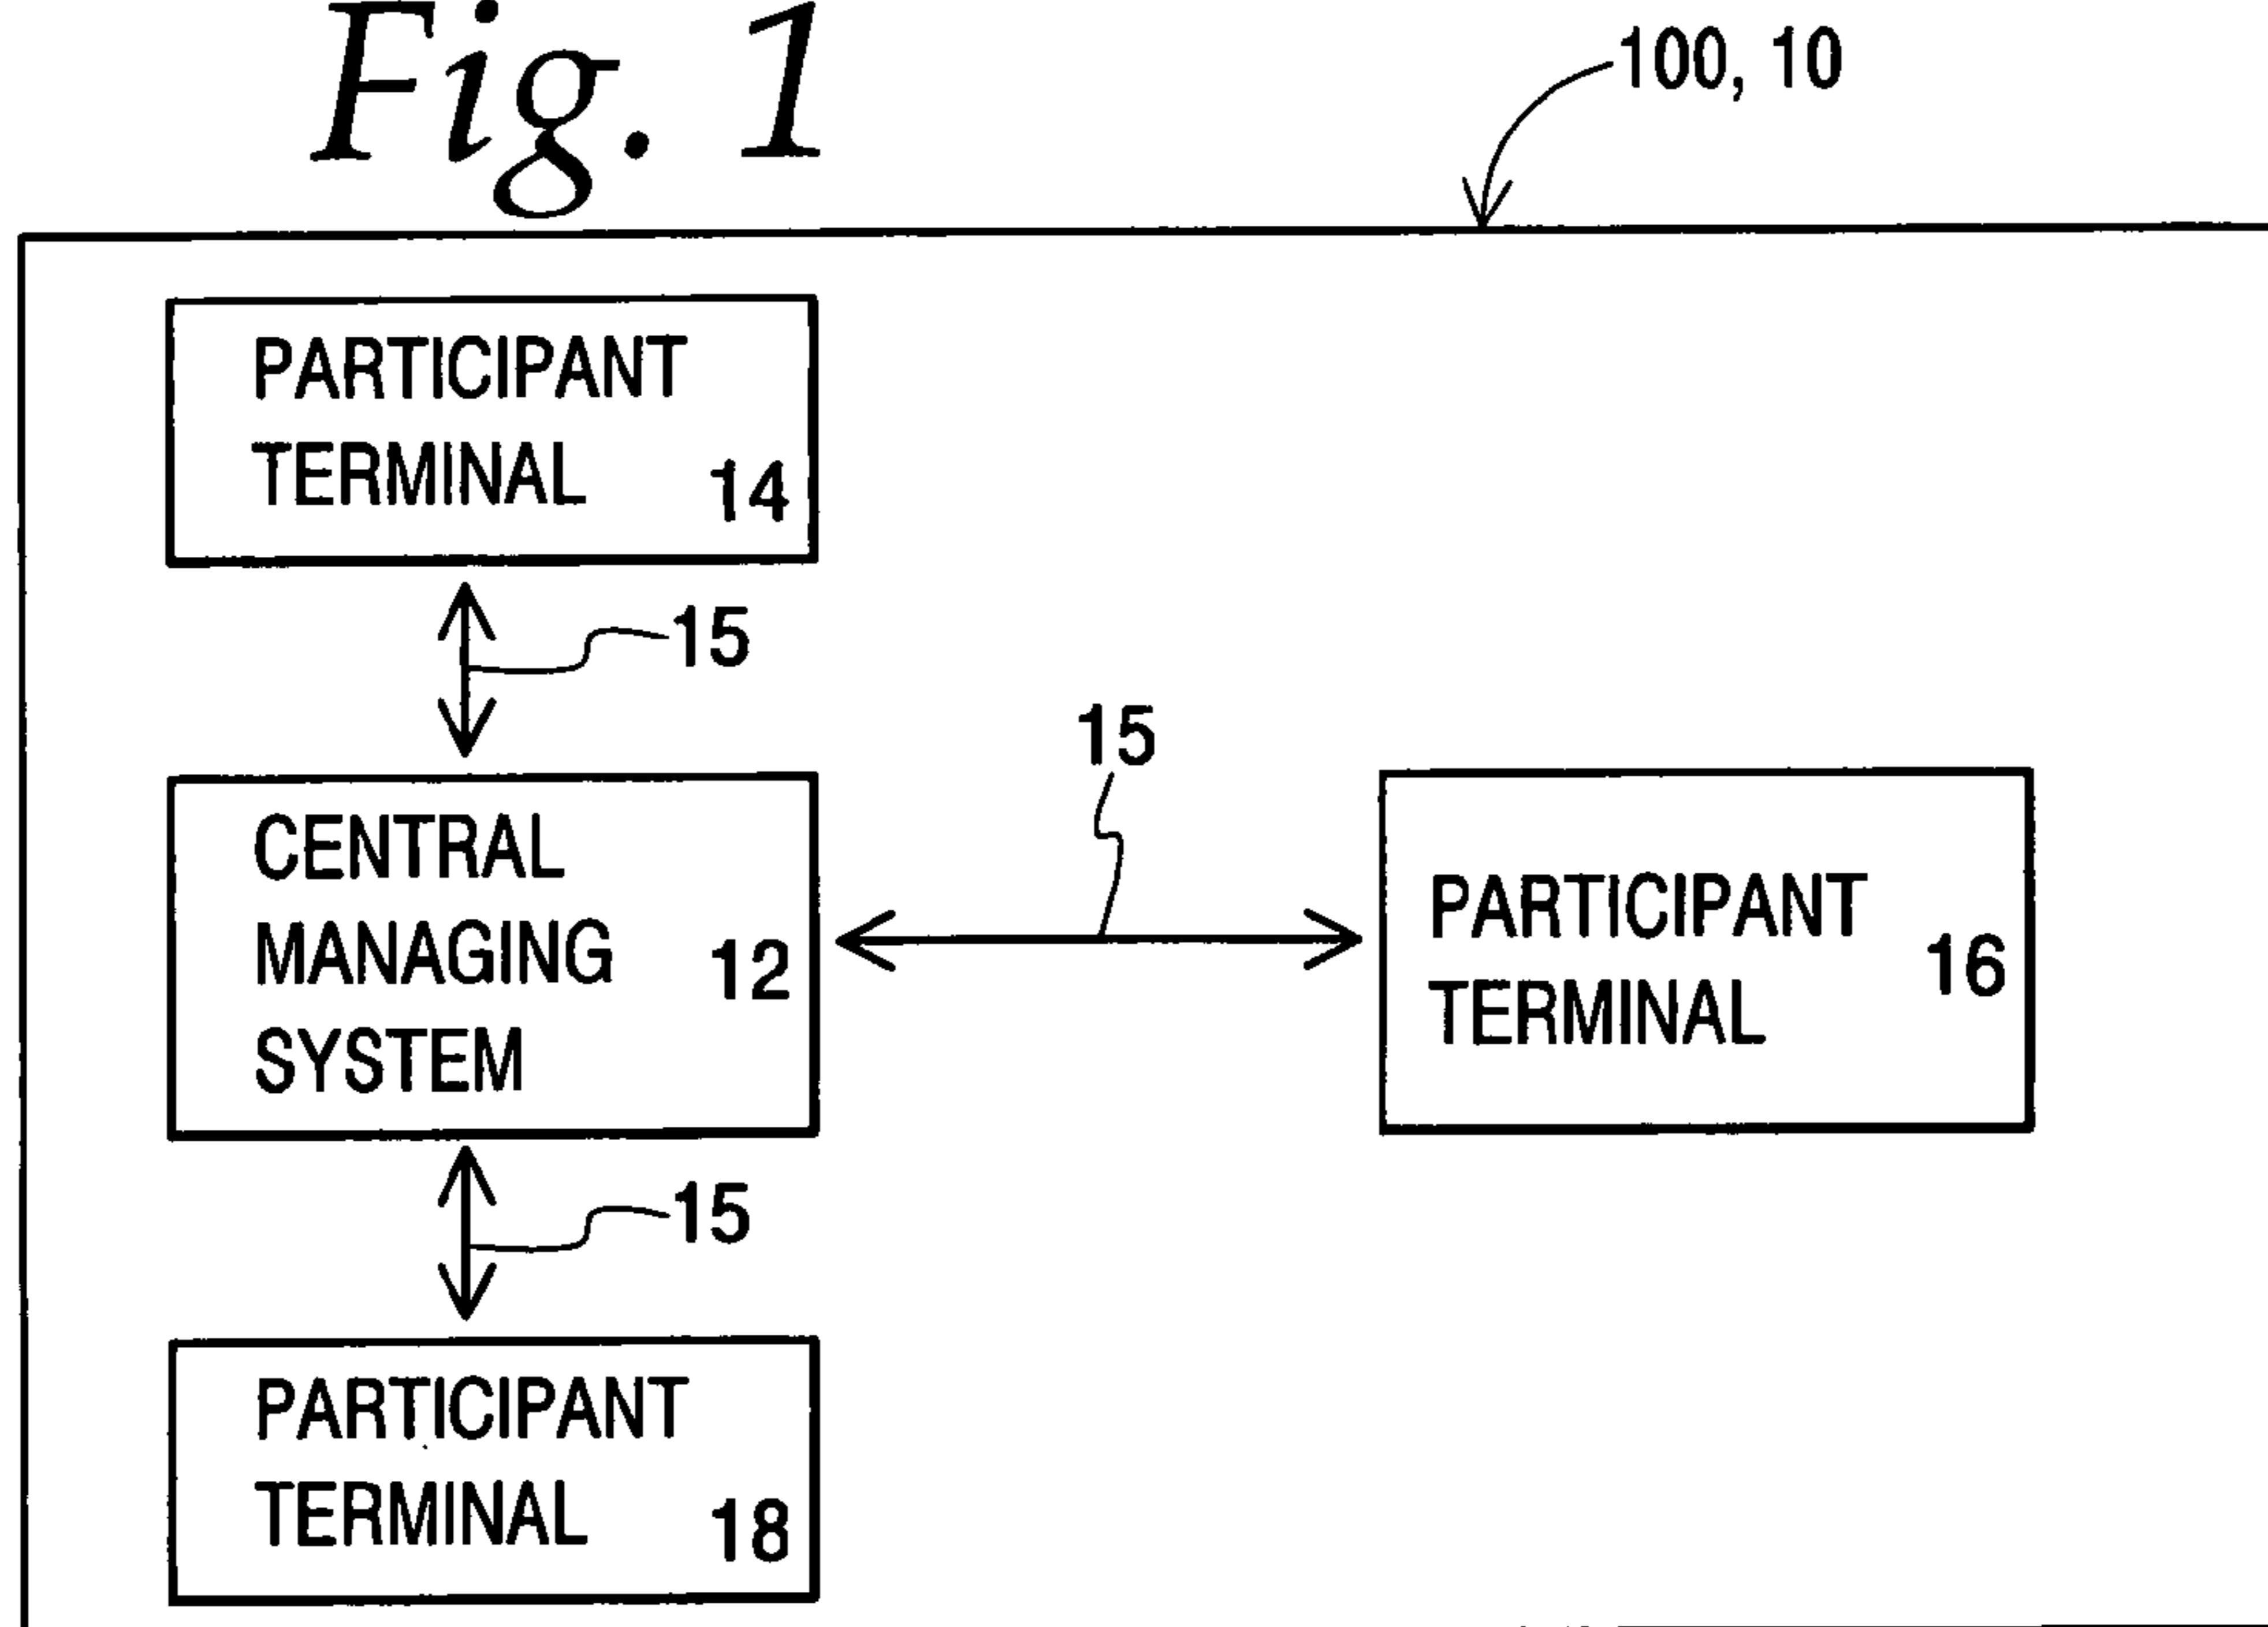 Fig. 1
100, 10
PARTICIPANT
TERMINAL
14
15
CENTRAL
MANAGING
SYSTEM
12
15
PARTICIPANT
TERMINAL
16
15
PARTICIPANT
TERMINAL
18